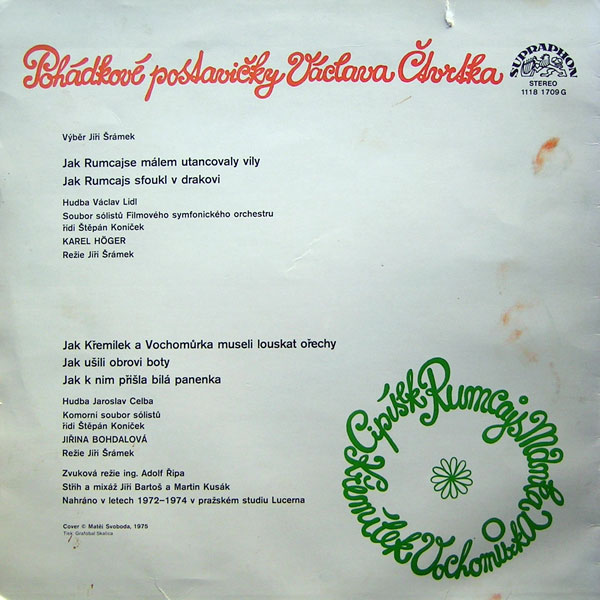 Pohádkové postavičky Václava Čtvrtka
SUPRAPHON
STEREO
1118 1709 G
Výběr Jiří Šrámek
Jak Rumcajse málem utancovaly víly
Jak Rumcajs sfoukl v drakovi
Hudba Václav Lidl
Soubor sólistů Filmového symfonického orchestru
řídí Štěpán Koníček
KAREL HÖGER
Režie Jiří Šrámek
Jak Křemílek a Vochomůrka museli louskat ořechy
Jak ušili obrovi boty
Jak k nim přišla bílá panenka
Hudba Jaroslav Celba
Komorní soubor sólistů
řídí Štěpán Koníček
JIŘINA BOHDALOVÁ
Režie Jiří Šrámek
Zvuková režie ing. Adolf Řípa
Střih a mixáž Jiří Bartoš a Martin Kusák
Nahráno v letech 1972–1974 v pražském studiu Lucerna
Cover © Matěj Svoboda, 1975
Tisk Grafobal Skalica
Cipísek Rumcajs Manka Vochomůrka Křemílek